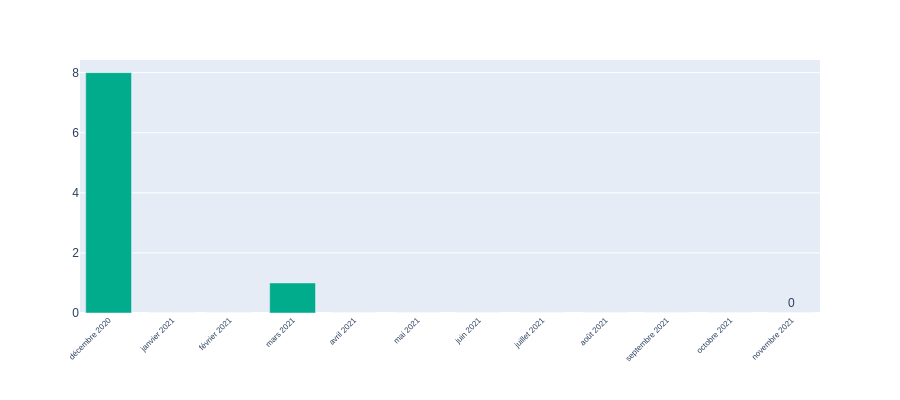 8
6
4
2
0
0
décembre 2020
janvier 2021
février 2021
mars 2021
avril 2021
mai 2021
juin 2021
juillet 2021
août 2021
septembre 2021
octobre 2021
novembre 2021